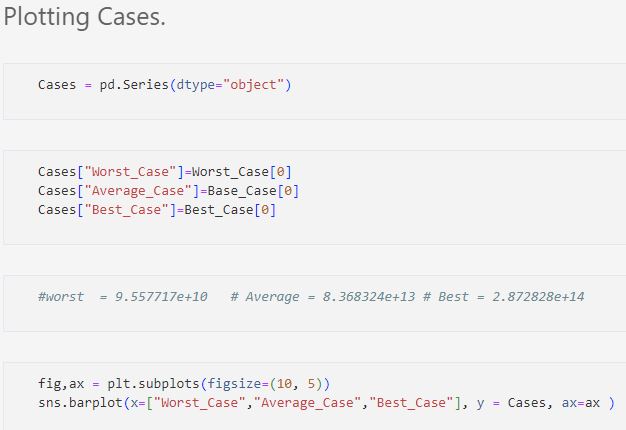 Plotting Cases.
Cases = pd.Series(dtype="object")
Cases["Worst_Case"]=Worst_Case[0]
Cases["Average_Case"]=Base_Case[0]
Cases["Best_Case"]=Best_Case[0]
#worst  = 9.557717e+10   # Average = 8.368324e+13 # Best = 2.872828e+14
fig,ax = plt.subplots(figsize=(10, 5))
sns.barplot(x=["Worst_Case","Average_Case","Best_Case"], y = Cases, ax=ax )